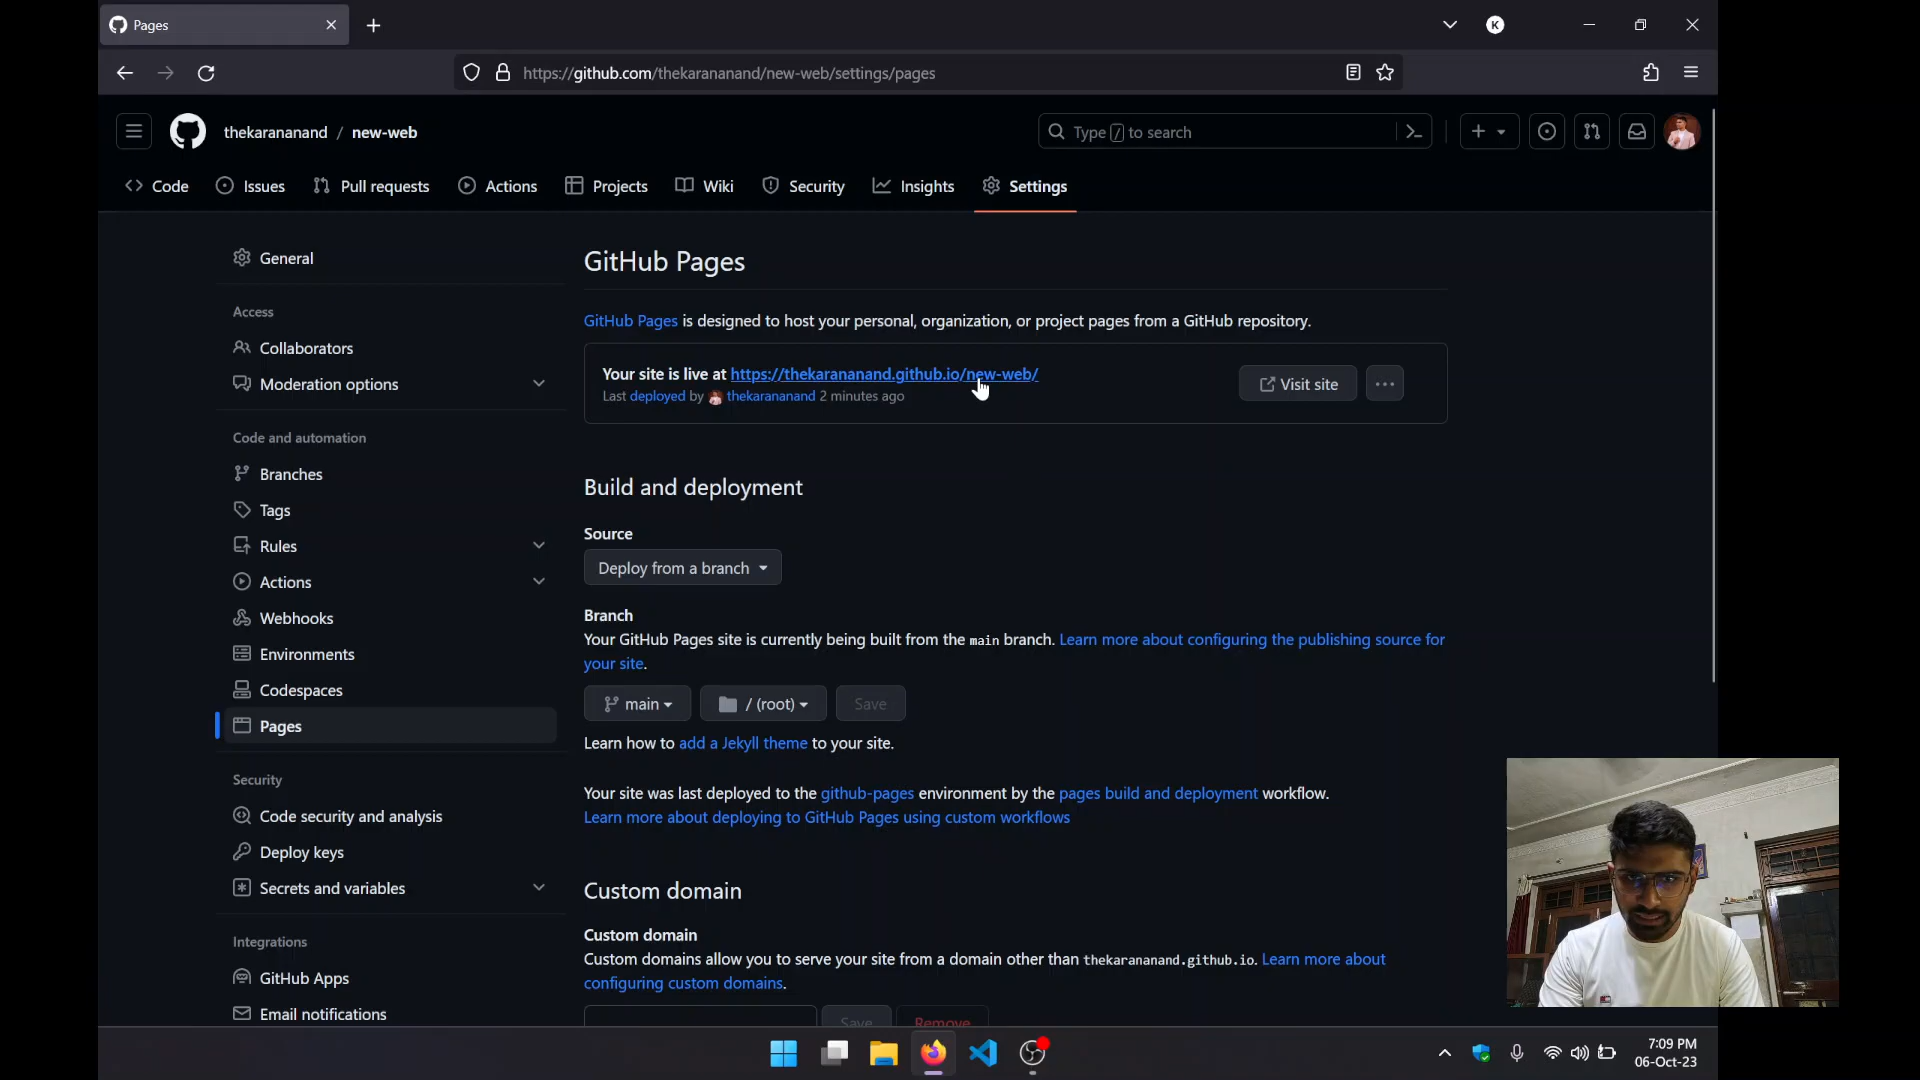 Pages
https://github.com/thekarananand/new-web/settings/pages
K
thekarananand / new-web
Type / to search
Code
Issues
Pull requests
Actions
Projects
Wiki
Security
Insights
Settings
General
Access
Collaborators
Moderation options
Code and automation
Branches
Tags
Rules
Actions
Webhooks
Environments
Codespaces
Pages
Security
Code security and analysis
Deploy keys
Secrets and variables
Integrations
GitHub Apps
Email notifications
GitHub Pages
GitHub Pages is designed to host your personal, organization, or project pages from a GitHub repository.
Your site is live at https://thekarananand.github.io/new-web/
Last deployed by thekarananand 2 minutes ago
Visit site
Build and deployment
Source
Deploy from a branch
Branch
Your GitHub Pages site is currently being built from the main branch. Learn more about configuring the publishing source for
your site.
main
/ (root)
Save
Learn how to add a Jekyll theme to your site.
Your site was last deployed to the github-pages environment by the pages build and deployment workflow.
Learn more about deploying to GitHub Pages using custom workflows
Custom domain
Custom domain
Custom domains allow you to serve your site from a domain other than thekarananand.github.io. Learn more about
configuring custom domains.
Save
Remove
7:09 PM
06-Oct-23